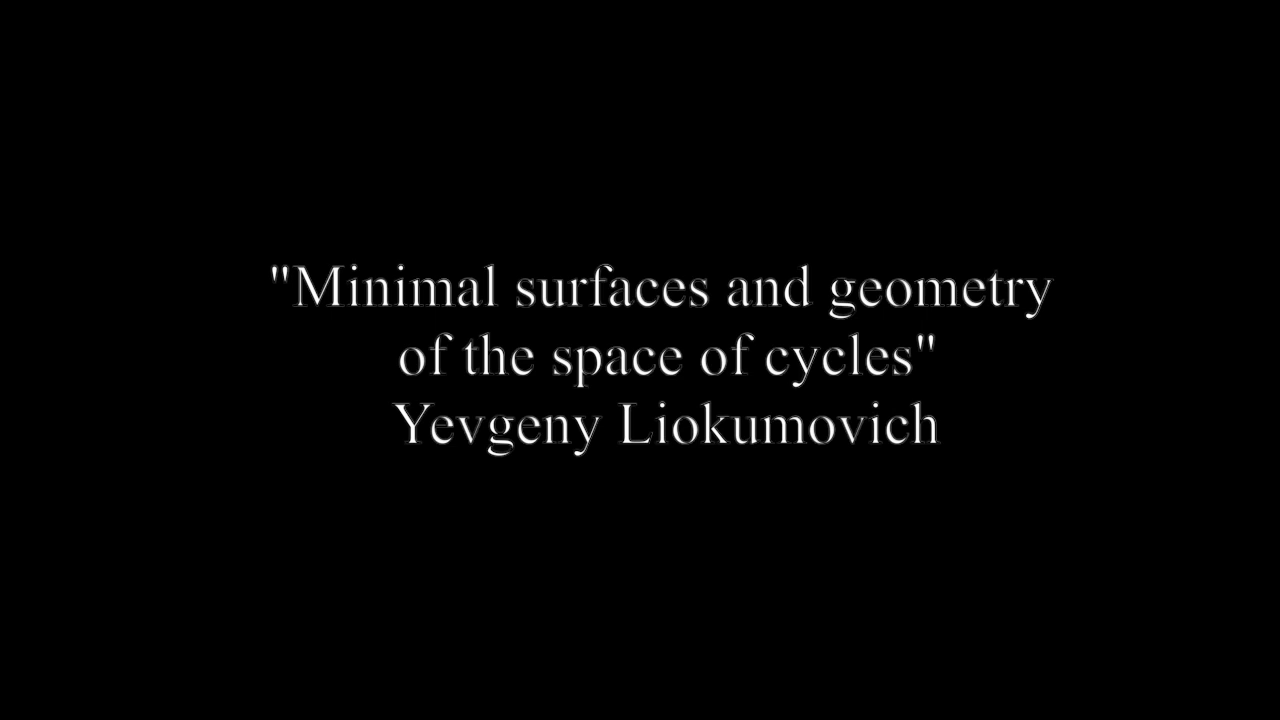 "Minimal surfaces and geometry
of the space of cycles"
Yevgeny Liokumovich